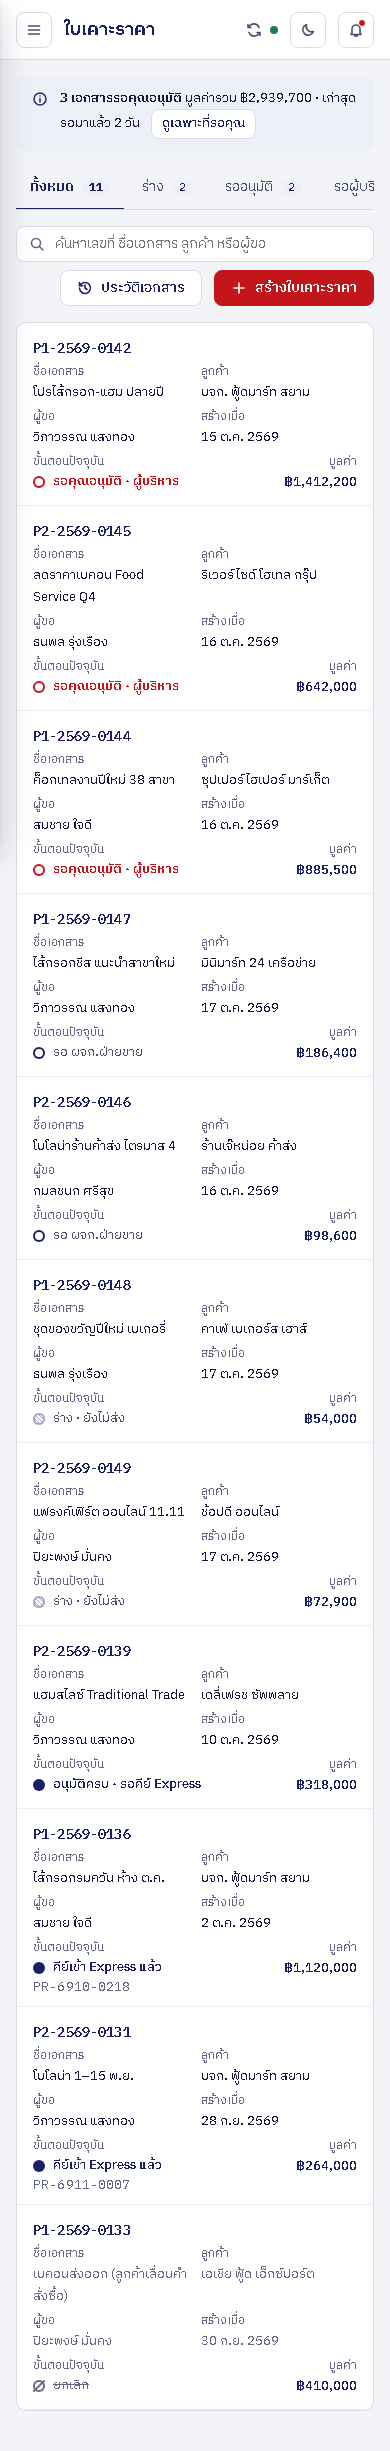 ใบเคาะราคา
3 เอกสารรอคุณอนุมัติ มูลค่ารวม ฿2,939,700 · เก่าสุด
รอมาแล้ว 2 วัน ดูเฉพาะที่รอคุณ
ทั้งหมด 11 ร่าง 2 รออนุมัติ 2 รอผู้บริ
ค้นหาเลขที่ ชื่อเอกสาร ลูกค้า หรือผู้ขอ
ประวัติเอกสาร สร้างใบเคาะราคา
P1-2569-0142
ชื่อเอกสาร ลูกค้า
โปรไส้กรอก-แฮม ปลายปี บจก. ฟู้ดมาร์ท สยาม
ผู้ขอ สร้างเมื่อ
วิภาวรรณ แสงทอง 15 ต.ค. 2569
ขั้นตอนปัจจุบัน มูลค่า
รอคุณอนุมัติ · ผู้บริหาร ฿1,412,200
P2-2569-0145
ชื่อเอกสาร ลูกค้า
ลดราคาเบคอน Food ริเวอร์ไซด์ โฮเทล กรุ๊ป
Service Q4
ผู้ขอ สร้างเมื่อ
ธนพล รุ่งเรือง 16 ต.ค. 2569
ขั้นตอนปัจจุบัน มูลค่า
รอคุณอนุมัติ · ผู้บริหาร ฿642,000
P1-2569-0144
ชื่อเอกสาร ลูกค้า
ค็อกเทลงานปีใหม่ 38 สาขา ซุปเปอร์ไฮเปอร์ มาร์เก็ต
ผู้ขอ สร้างเมื่อ
สมชาย ใจดี 16 ต.ค. 2569
ขั้นตอนปัจจุบัน มูลค่า
รอคุณอนุมัติ · ผู้บริหาร ฿885,500
P1-2569-0147
ชื่อเอกสาร ลูกค้า
ไส้กรอกชีส แนะนำสาขาใหม่ มินิมาร์ท 24 เครือข่าย
ผู้ขอ สร้างเมื่อ
วิภาวรรณ แสงทอง 17 ต.ค. 2569
ขั้นตอนปัจจุบัน มูลค่า
รอ ผจก.ฝ่ายขาย ฿186,400
P2-2569-0146
ชื่อเอกสาร ลูกค้า
โบโลน่าร้านค้าส่ง ไตรมาส 4 ร้านเจ๊หน่อย ค้าส่ง
ผู้ขอ สร้างเมื่อ
กมลชนก ศรีสุข 16 ต.ค. 2569
ขั้นตอนปัจจุบัน มูลค่า
รอ ผจก.ฝ่ายขาย ฿98,600
P1-2569-0148
ชื่อเอกสาร ลูกค้า
ชุดของขวัญปีใหม่ เบเกอรี่ คาเฟ่ เบเกอร์ส เฮาส์
ผู้ขอ สร้างเมื่อ
ธนพล รุ่งเรือง 17 ต.ค. 2569
ขั้นตอนปัจจุบัน มูลค่า
ร่าง · ยังไม่ส่ง ฿54,000
P2-2569-0149
ชื่อเอกสาร ลูกค้า
แฟรงค์เฟิร์ต ออนไลน์ 11.11 ช้อปดี ออนไลน์
ผู้ขอ สร้างเมื่อ
ปิยะพงษ์ มั่นคง 17 ต.ค. 2569
ขั้นตอนปัจจุบัน มูลค่า
ร่าง · ยังไม่ส่ง ฿72,900
P2-2569-0139
ชื่อเอกสาร ลูกค้า
แฮมสไลซ์ Traditional Trade เดลี่เฟรช ซัพพลาย
ผู้ขอ สร้างเมื่อ
วิภาวรรณ แสงทอง 10 ต.ค. 2569
ขั้นตอนปัจจุบัน มูลค่า
อนุมัติครบ · รอคีย์ Express ฿318,000
P1-2569-0136
ชื่อเอกสาร ลูกค้า
ไส้กรอกรมควัน ห้าง ต.ค. บจก. ฟู้ดมาร์ท สยาม
ผู้ขอ สร้างเมื่อ
สมชาย ใจดี 2 ต.ค. 2569
ขั้นตอนปัจจุบัน มูลค่า
คีย์เข้า Express แล้ว ฿1,120,000
PR-6910-0218
P2-2569-0131
ชื่อเอกสาร ลูกค้า
โบโลน่า 1–15 พ.ย. บจก. ฟู้ดมาร์ท สยาม
ผู้ขอ สร้างเมื่อ
วิภาวรรณ แสงทอง 28 ก.ย. 2569
ขั้นตอนปัจจุบัน มูลค่า
คีย์เข้า Express แล้ว ฿264,000
PR-6911-0007
P1-2569-0133
ชื่อเอกสาร ลูกค้า
เบคอนส่งออก (ลูกค้าเลื่อนคำ เอเชีย ฟู้ด เอ็กซ์ปอร์ต
สั่งซื้อ)
ผู้ขอ สร้างเมื่อ
ปิยะพงษ์ มั่นคง 30 ก.ย. 2569
ขั้นตอนปัจจุบัน มูลค่า
ยกเลิก ฿410,000